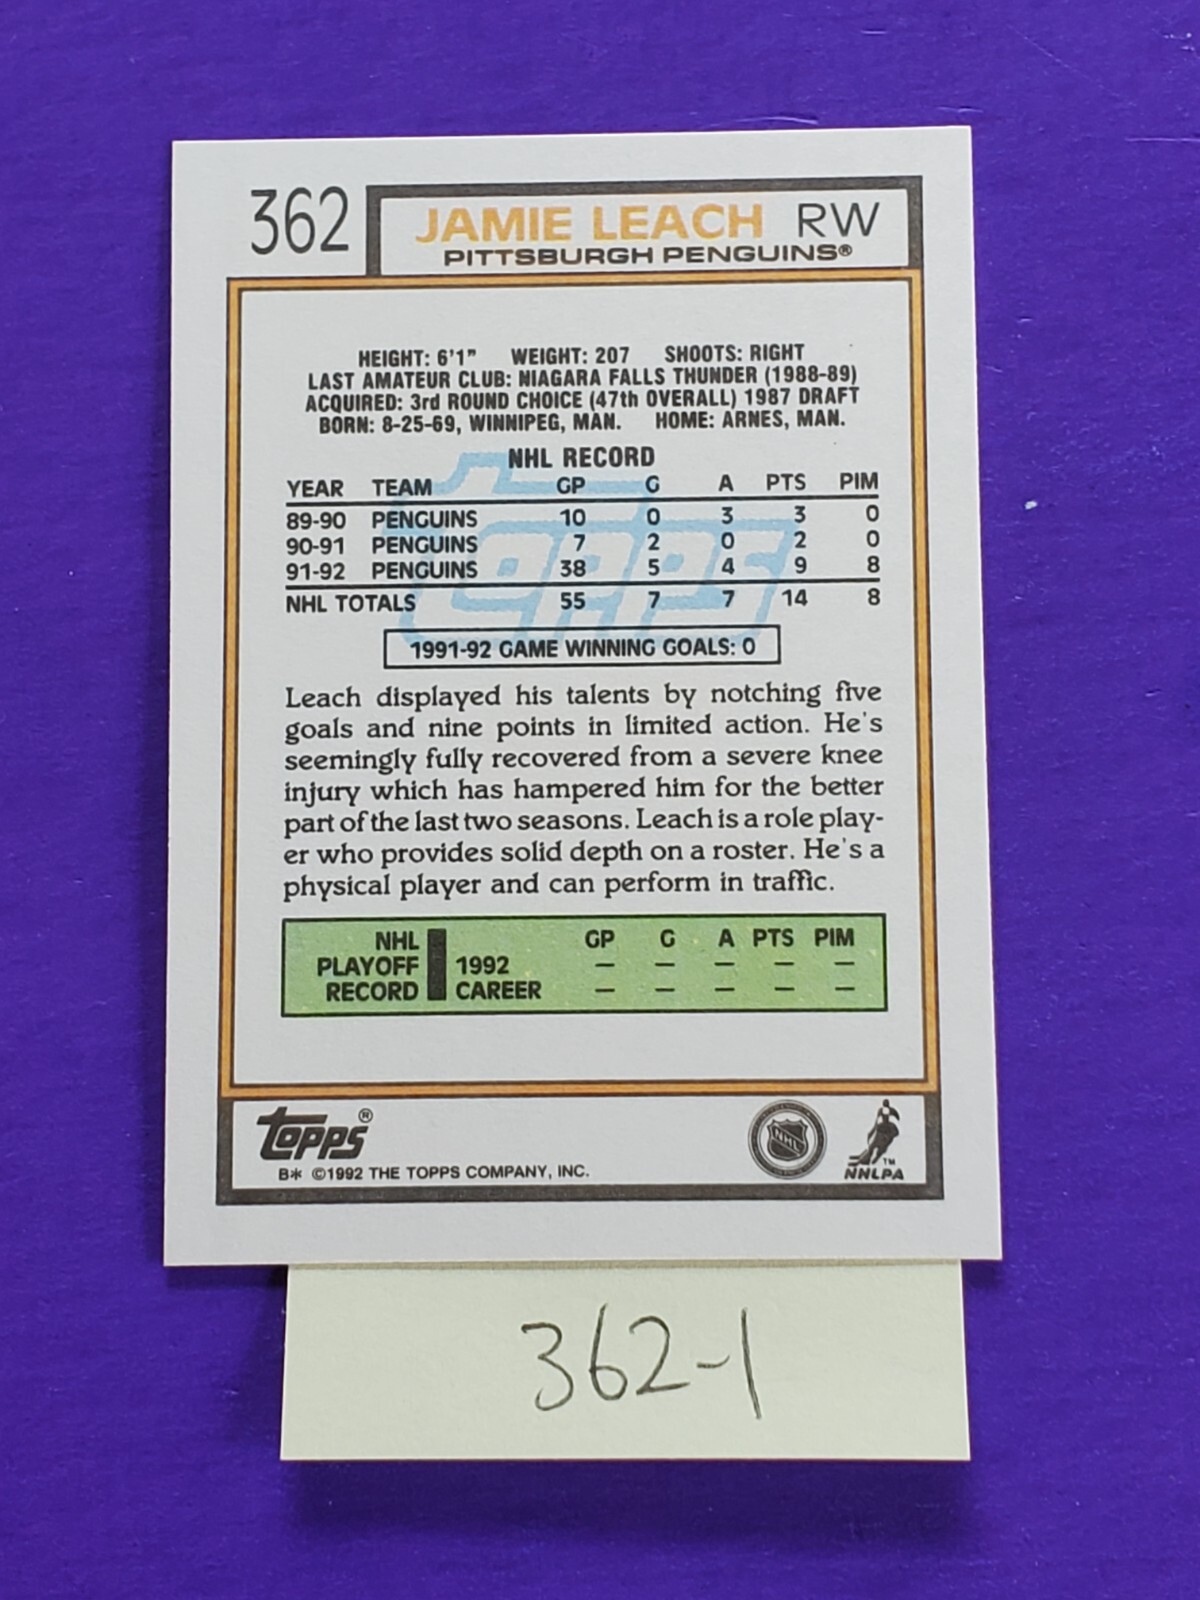 362 JAMIE LEACH RW
PITTSBURGH PENGUINS®
HEIGHT: 6'1" WEIGHT: 207 SHOOTS: RIGHT
LAST AMATEUR CLUB: NIAGARA FALLS THUNDER (1988-89)
ACQUIRED: 3rd ROUND CHOICE (47th OVERALL) 1987 DRAFT
BORN: 8-25-69, WINNIPEG, MAN. HOME: ARNES, MAN.
NHL RECORD
YEAR TEAM GP G A PTS PIM
89-90 PENGUINS 10 0 3 3 0
90-91 PENGUINS 7 2 0 2 0
91-92 PENGUINS 38 5 4 9 8
NHL TOTALS 55 7 7 14 8
topps
1991-92 GAME WINNING GOALS: 0
Leach displayed his talents by notching five
goals and nine points in limited action. He's
seemingly fully recovered from a severe knee
injury which has hampered him for the better
part of the last two seasons. Leach is a role play-
er who provides solid depth on a roster. He's a
physical player and can perform in traffic.
NHL GP G A PTS PIM
PLAYOFF 1992 – – – – –
RECORD CAREER – – – – –
topps®
NHL
TM
NHLPA
B* ©1992 THE TOPPS COMPANY, INC.
362-1